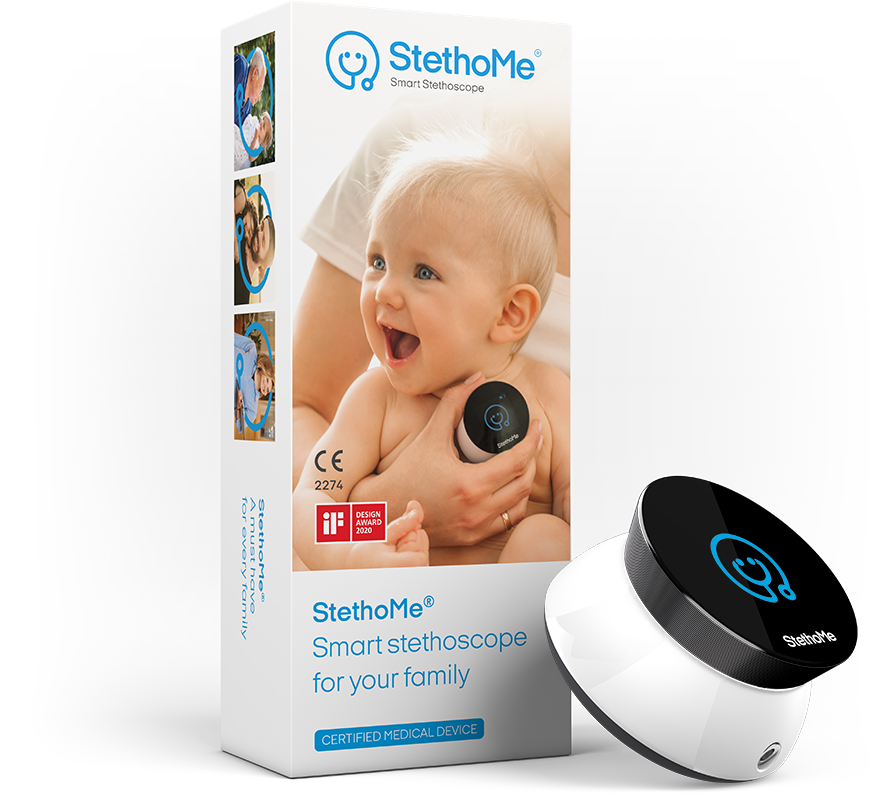 StethoMe®
Smart Stethoscope
StethoMe
CE
2274
iF
DESIGN
AWARD
2020
StethoMe®
Smart stethoscope
for your family
CERTIFIED MEDICAL DEVICE
StethoMe®
A must have
for every family
StethoMe